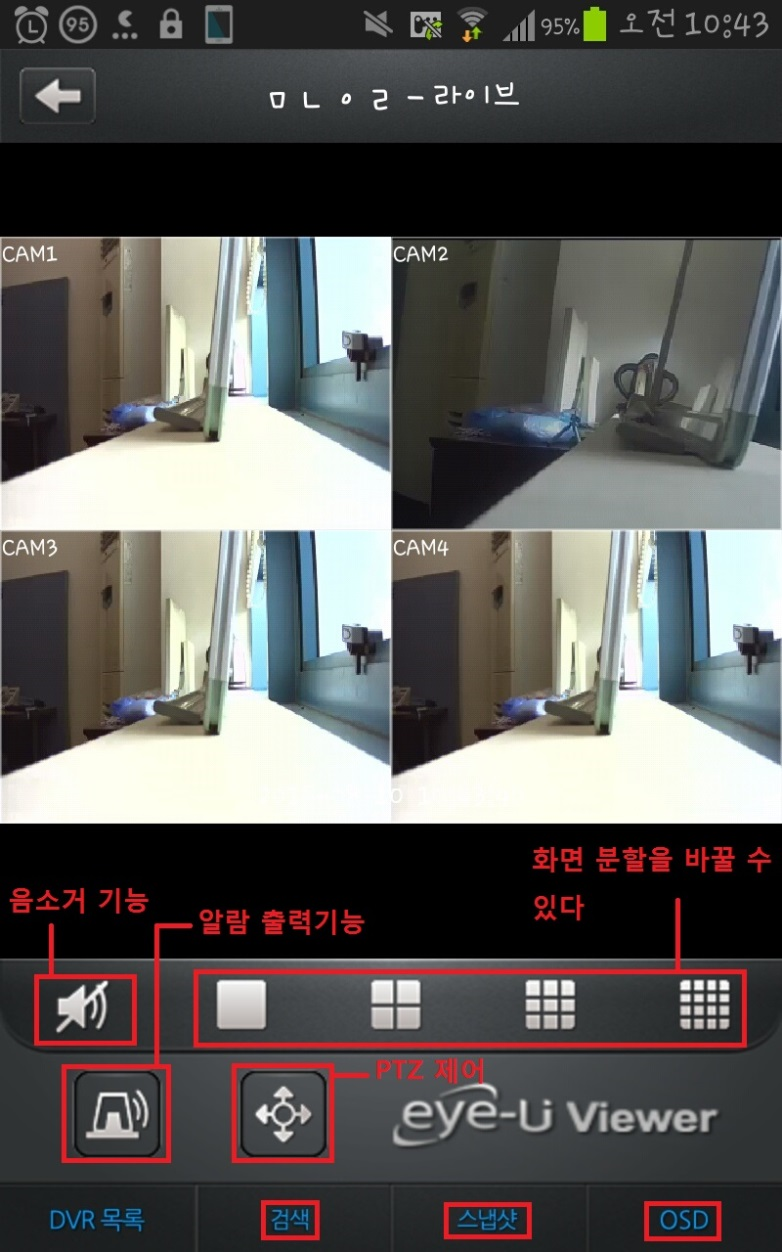 95 95% 오전 10:43
ㅁㄴㅇㄹ-라이브
CAM1
CAM2
CAM3
CAM4
화면 분할을 바꿀 수
있다
음소거 기능
알람 출력기능
PTZ 제어
eye-U Viewer
DVR 목록
검색
스냅샷
OSD